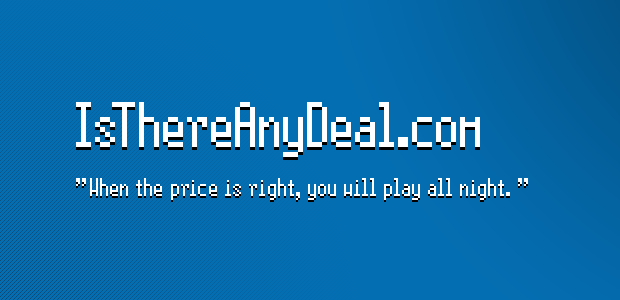 IsThereAnyDeal.com
”When the price is right, you will play all night. ”